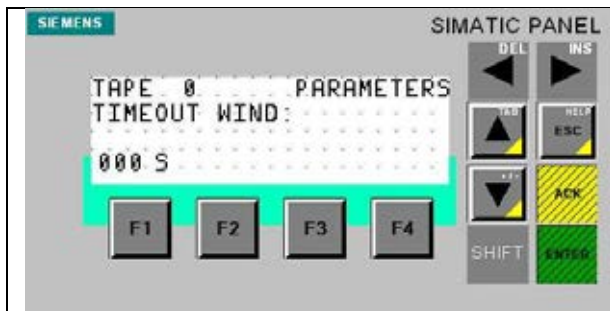 SIEMENS
SIMATIC PANEL
DEL
INS
TAPE 0 PARAMETERS
TIMEOUT WIND:
000 S
TAB
HELP
ESC
F1
F2
F3
F4
ACK
SHIFT
ENTER